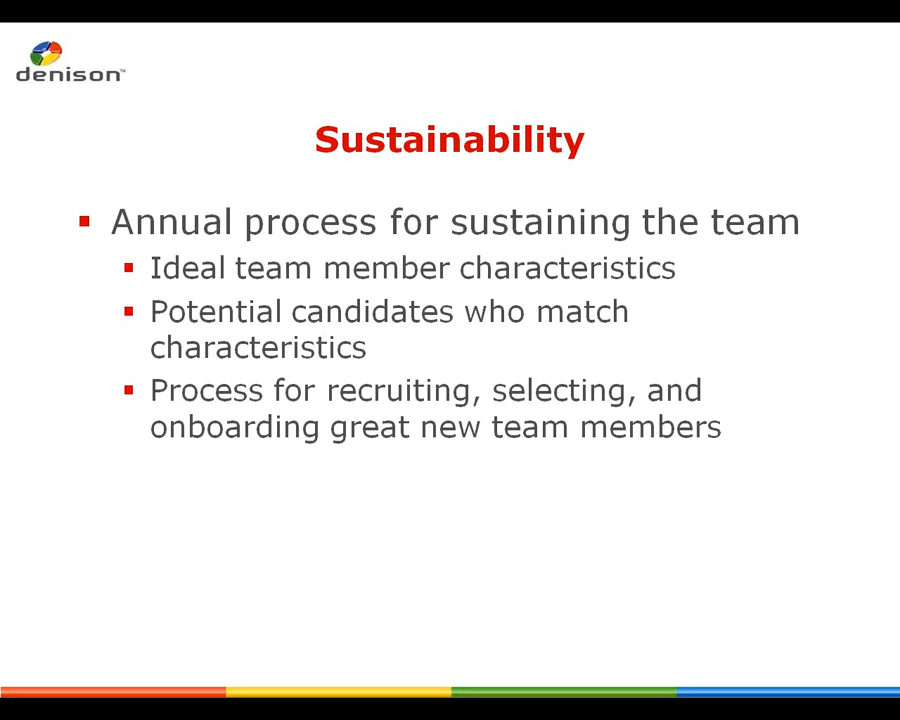 denison™
Sustainability
▪ Annual process for sustaining the team
▪ Ideal team member characteristics
▪ Potential candidates who match
characteristics
▪ Process for recruiting, selecting, and
onboarding great new team members